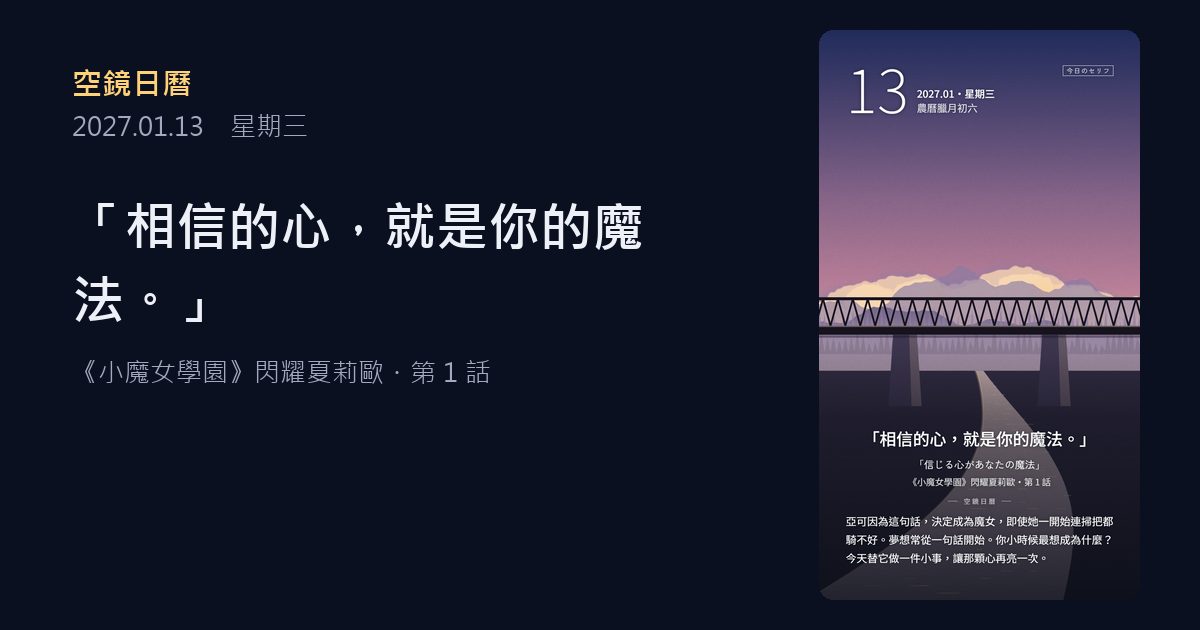 空鏡日曆
2027.01.13　星期三
「相信的心，就是你的魔
法。」
《小魔女學園》閃耀夏莉歐・第 1 話
13
2027.01・星期三
農曆臘月初六
今日のセリフ
「相信的心，就是你的魔法。」
「信じる心があなたの魔法」
《小魔女學園》閃耀夏莉歐・第 1 話
空鏡日曆
亞可因為這句話，決定成為魔女，即使她一開始連掃把都
騎不好。夢想常從一句話開始。你小時候最想成為什麼？
今天替它做一件小事，讓那顆心再亮一次。